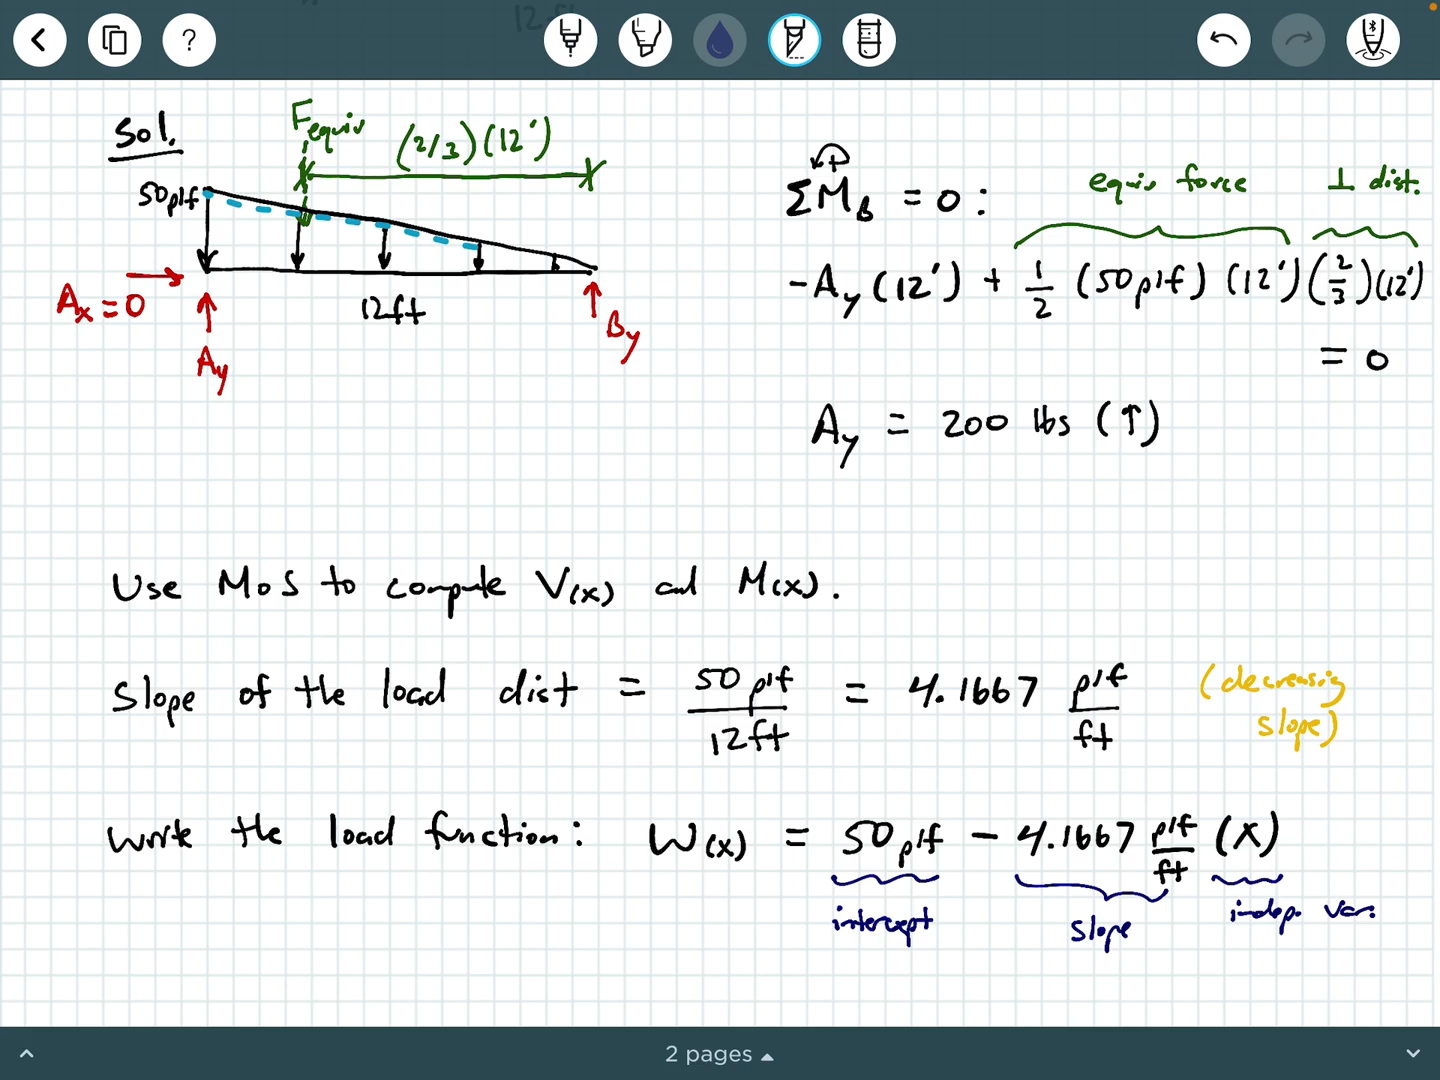 12 ft
?
Sol.
Fequiv
(2/3)(12')
50plf
Ax = 0
12ft
Ay
By
ΣMB = 0:
equiv force
⊥ dist.
-Ay(12') + 1/2 (50plf)(12')(2/3)(12')
= 0
Ay = 200 lbs (↑)
Use MoS to compute V(x) and M(x).
Slope of the load dist = 50 plf/12ft = 4.1667 plf/ft
(decreasing
slope)
Write the load function: W(x) = 50plf - 4.1667 plf/ft (x)
intercept
slope
indep. var.
2 pages